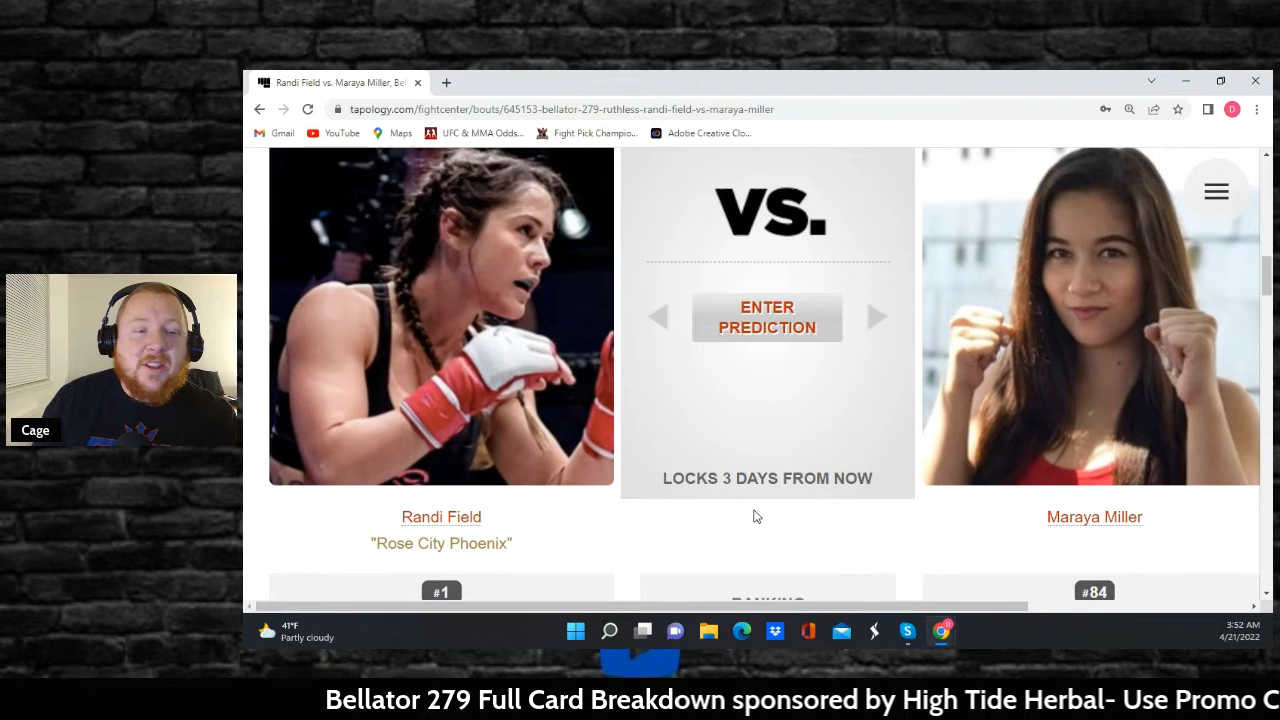 Randi Field vs. Maraya Miller, Bel
tapology.com/fightcenter/bouts/645153-bellator-279-ruthless-randi-field-vs-maraya-miller
D
Gmail
YouTube
Maps
UFC & MMA Odds...
Fight Pick Champio...
Adobe Creative Clo...
VS.
ENTER
PREDICTION
LOCKS 3 DAYS FROM NOW
Cage
Randi Field
Maraya Miller
"Rose City Phoenix"
#1
RANKING
#84
41°F
Partly cloudy
3:52 AM
4/21/2022
Bellator 279 Full Card Breakdown sponsored by High Tide Herbal- Use Promo C